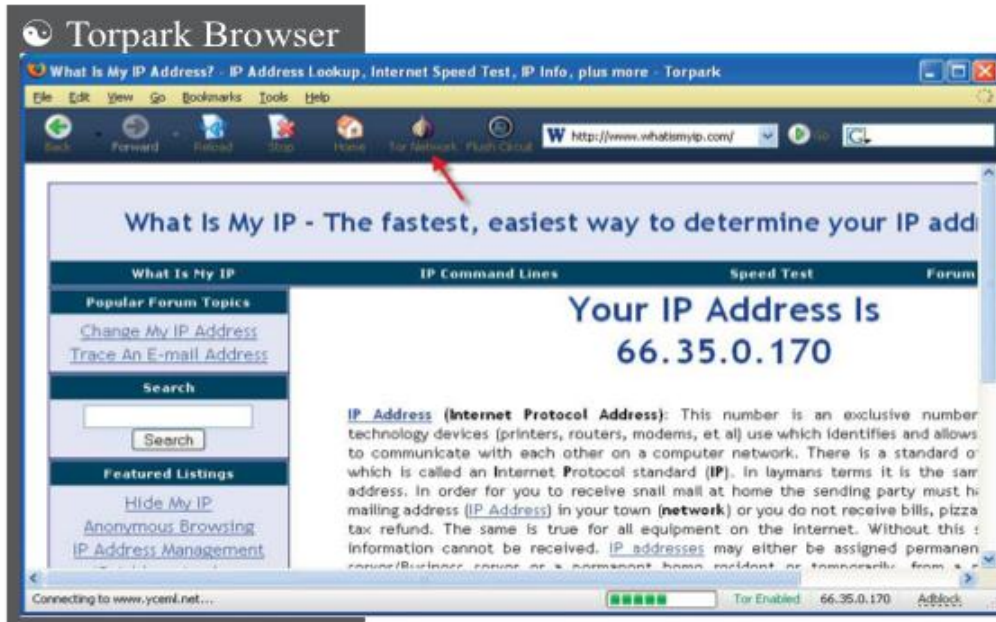 Torpark Browser
What Is My IP Address? - IP Address Lookup, Internet Speed Test, IP Info, plus more - Torpark
File Edit View Go Bookmarks Tools Help
Back Forward Reload Stop Home Tor Network Flush Circuit W http://www.whatismyip.com/ Go G
What Is My IP - The fastest, easiest way to determine your IP add
What Is My IP IP Command Lines Speed Test Forum
Popular Forum Topics
Change My IP Address
Trace An E-mail Address
Search
Search
Featured Listings
Hide My IP
Anonymous Browsing
IP Address Management
Your IP Address Is
66.35.0.170
IP Address (Internet Protocol Address): This number is an exclusive number
technology devices (printers, routers, modems, et al) use which identifies and allows
to communicate with each other on a computer network. There is a standard o
which is called an Internet Protocol standard (IP). In laymans terms it is the sam
address. In order for you to receive snail mail at home the sending party must ha
mailing address (IP Address) in your town (network) or you do not receive bills, pizza
tax refund. The same is true for all equipment on the internet. Without this s
information cannot be received. IP addresses may either be assigned permanen
Connecting to www.yceml.net... Tor Enabled 66.35.0.170 Adblock